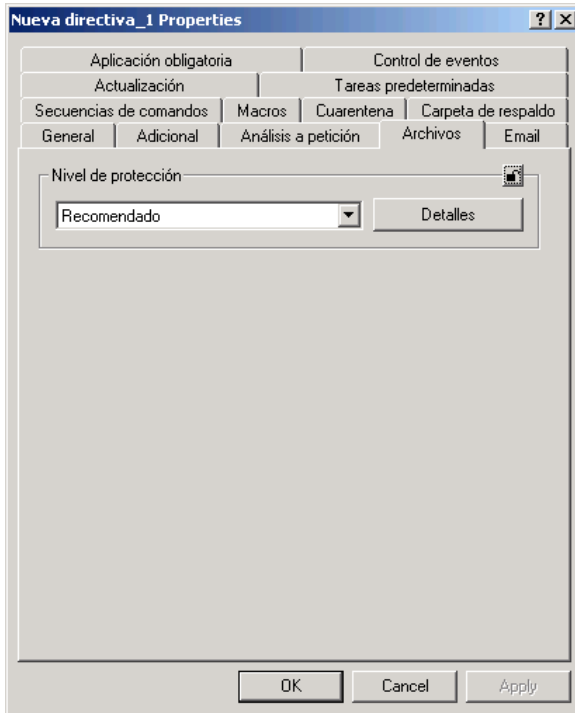 Nueva directiva_1 Properties
Aplicación obligatoria Control de eventos
Actualización Tareas predeterminadas
Secuencias de comandos Macros Cuarentena Carpeta de respaldo
General Adicional Análisis a petición Archivos Email
Nivel de protección
Recomendado Detalles
OK Cancel Apply